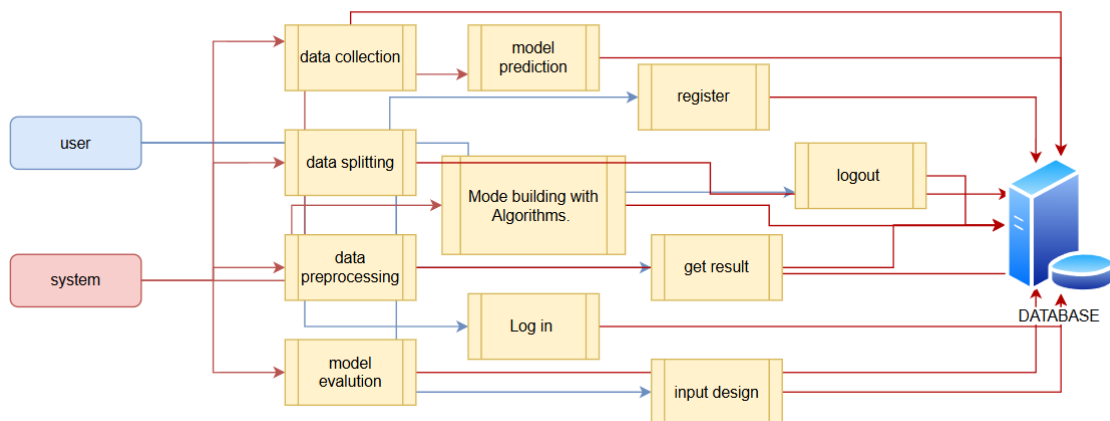 data collection
model
prediction
register
user
data splitting
logout
Mode building with
Algorithms.
data
preprocessing
get result
system
DATABASE
Log in
model
evalution
input design